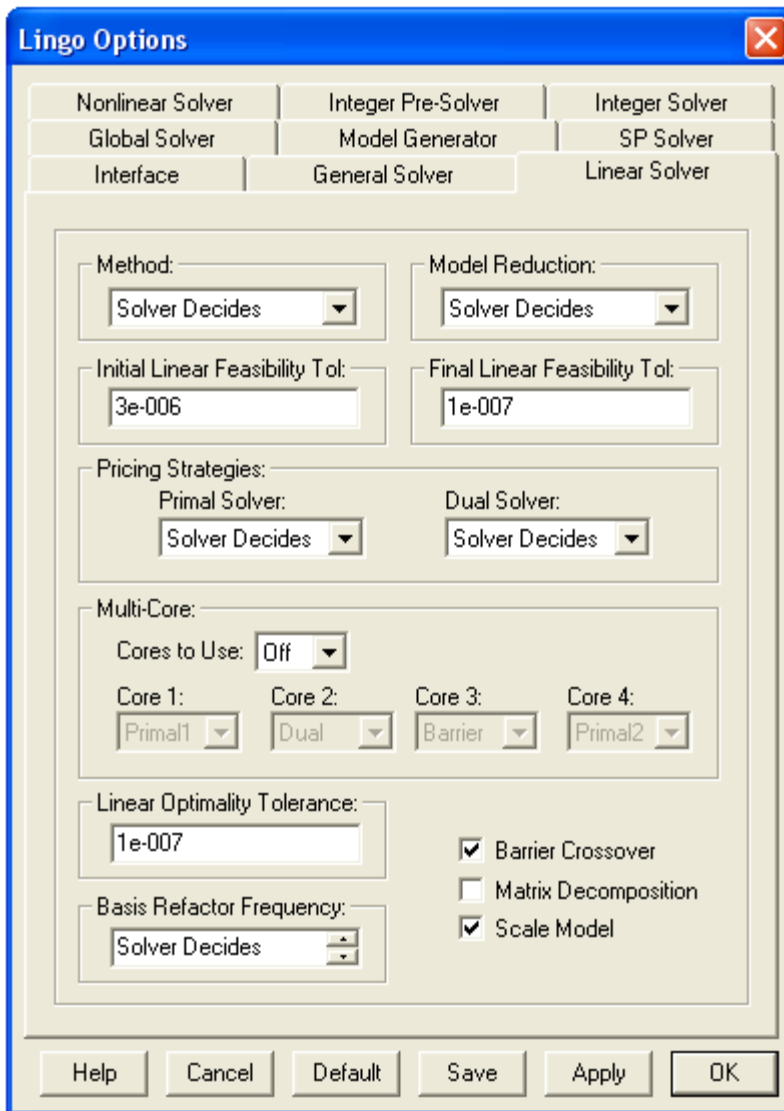 Lingo Options
Nonlinear Solver Integer Pre-Solver Integer Solver
Global Solver Model Generator SP Solver
Interface General Solver Linear Solver
Method: Model Reduction:
Solver Decides Solver Decides
Initial Linear Feasibility Tol: Final Linear Feasibility Tol:
3e-006 1e-007
Pricing Strategies:
Primal Solver: Dual Solver:
Solver Decides Solver Decides
Multi-Core:
Cores to Use: Off
Core 1: Core 2: Core 3: Core 4:
Primal1 Dual Barrier Primal2
Linear Optimality Tolerance:
1e-007
Barrier Crossover
Matrix Decomposition
Basis Refactor Frequency:
Scale Model
Solver Decides
Help Cancel Default Save Apply OK